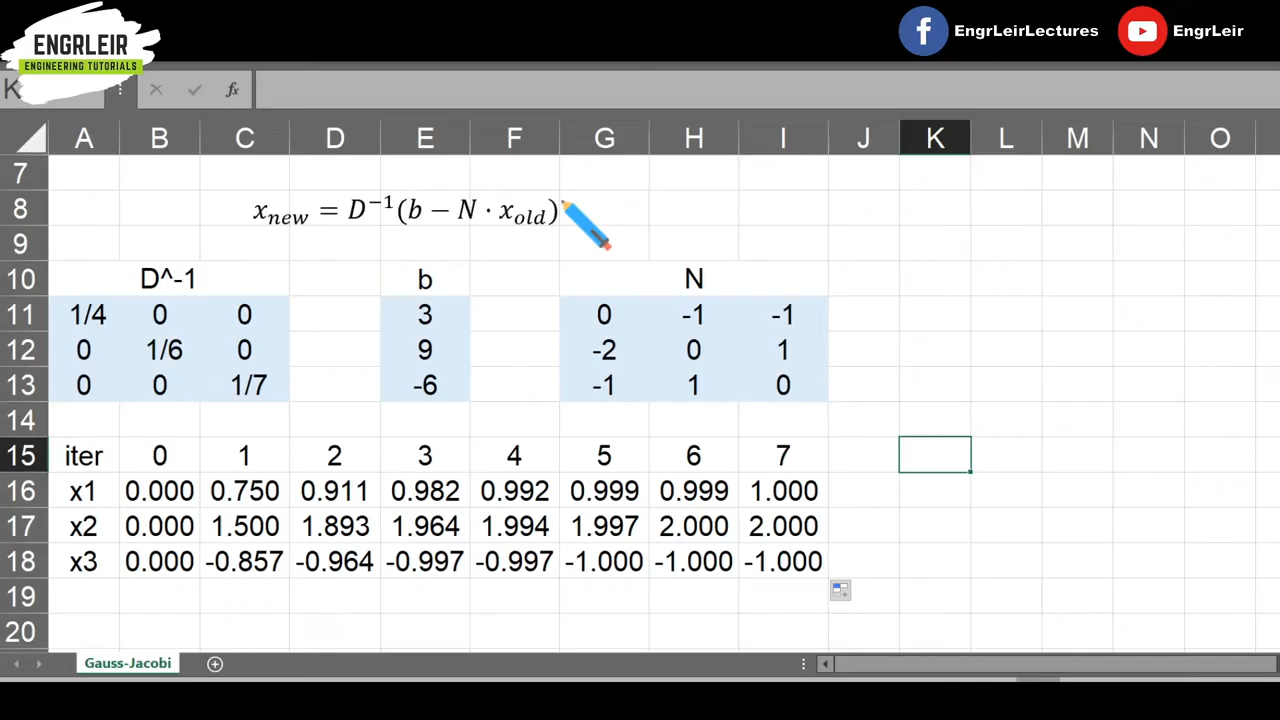 ENGRLEIR
ENGINEERING TUTORIALS
EngrLeirLectures
EngrLeir
K
fx
A B C D E F G H I J K L M N O
7
8 x_new = D^{-1}(b − N · x_old)
9
10 D^-1 b N
11 1/4 0 0 3 0 -1 -1
12 0 1/6 0 9 -2 0 1
13 0 0 1/7 -6 -1 1 0
14
15 iter 0 1 2 3 4 5 6 7
16 x1 0.000 0.750 0.911 0.982 0.992 0.999 0.999 1.000
17 x2 0.000 1.500 1.893 1.964 1.994 1.997 2.000 2.000
18 x3 0.000 -0.857 -0.964 -0.997 -0.997 -1.000 -1.000 -1.000
19
20
Gauss-Jacobi